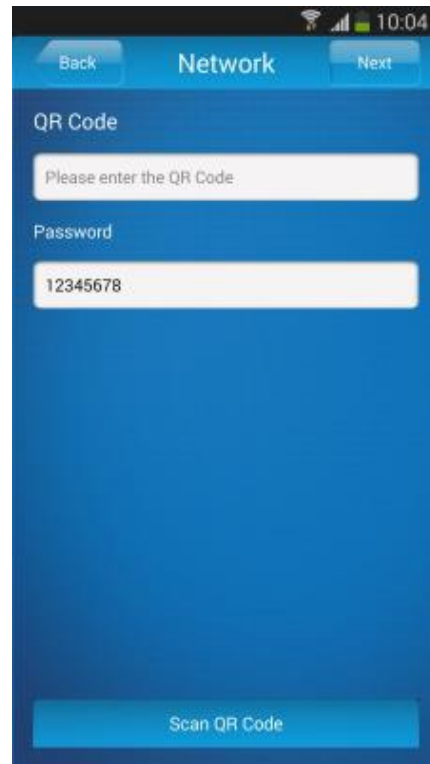 10:04
Back Network Next
QR Code
Please enter the QR Code
Password
12345678
Scan QR Code